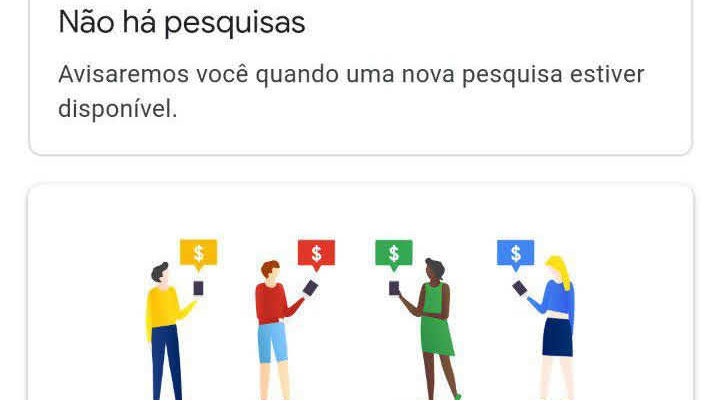 Não há pesquisas
Avisaremos você quando uma nova pesquisa estiver
disponível.
$ $ $ $